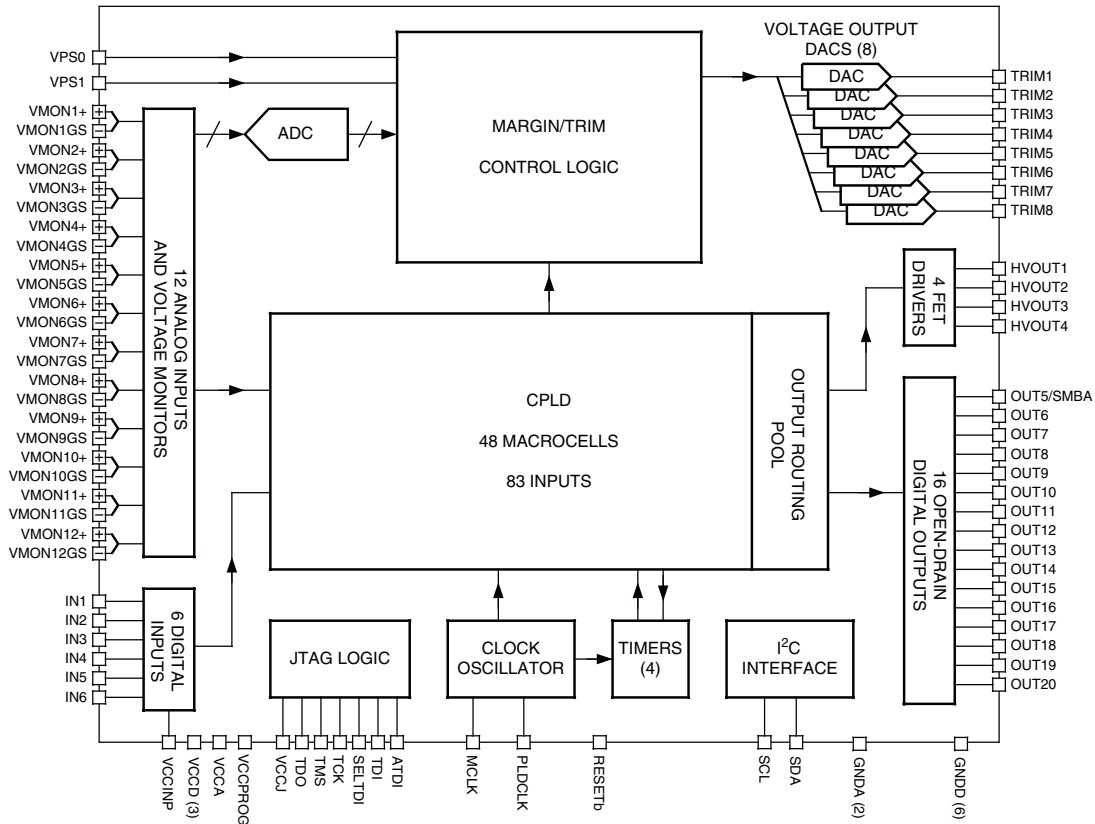 VOLTAGE OUTPUT
DACS (8)
VPS0
VPS1
VMON1+
VMON1GS
VMON2+
VMON2GS
VMON3+
VMON3GS
VMON4+
VMON4GS
VMON5+
VMON5GS
VMON6+
VMON6GS
VMON7+
VMON7GS
VMON8+
VMON8GS
VMON9+
VMON9GS
VMON10+
VMON10GS
VMON11+
VMON11GS
VMON12+
VMON12GS
12 ANALOG INPUTS
AND VOLTAGE MONITORS
ADC
MARGIN/TRIM
CONTROL LOGIC
DAC
DAC
DAC
DAC
DAC
DAC
DAC
DAC
TRIM1
TRIM2
TRIM3
TRIM4
TRIM5
TRIM6
TRIM7
TRIM8
4 FET
DRIVERS
HVOUT1
HVOUT2
HVOUT3
HVOUT4
CPLD
48 MACROCELLS
83 INPUTS
OUTPUT ROUTING
POOL
16 OPEN-DRAIN
DIGITAL OUTPUTS
OUT5/SMBA
OUT6
OUT7
OUT8
OUT9
OUT10
OUT11
OUT12
OUT13
OUT14
OUT15
OUT16
OUT17
OUT18
OUT19
OUT20
IN1
IN2
IN3
IN4
IN5
IN6
6 DIGITAL
INPUTS
JTAG LOGIC
CLOCK
OSCILLATOR
TIMERS
(4)
I²C
INTERFACE
VCCINP
VCCD (3)
VCCA
VCCPROG
VCCJ
TDO
TMS
TCK
SELTDI
TDI
ATDI
MCLK
PLDCLK
RESETb
SCL
SDA
GNDA (2)
GNDD (6)